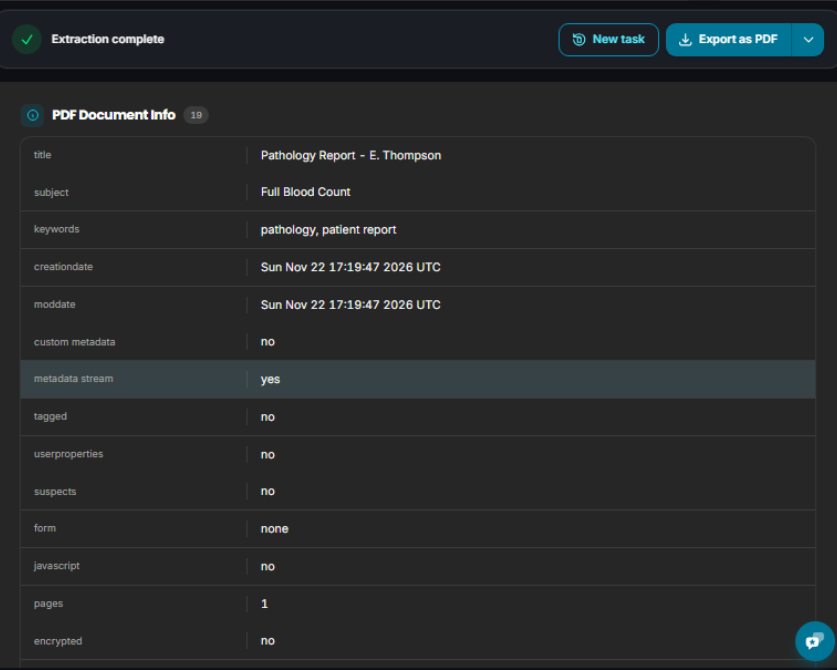 Extraction complete
New task
Export as PDF
PDF Document Info 19
title Pathology Report - E. Thompson
subject Full Blood Count
keywords pathology, patient report
creationdate Sun Nov 22 17:19:47 2026 UTC
moddate Sun Nov 22 17:19:47 2026 UTC
custom metadata no
metadata stream yes
tagged no
userproperties no
suspects no
form none
javascript no
pages 1
encrypted no